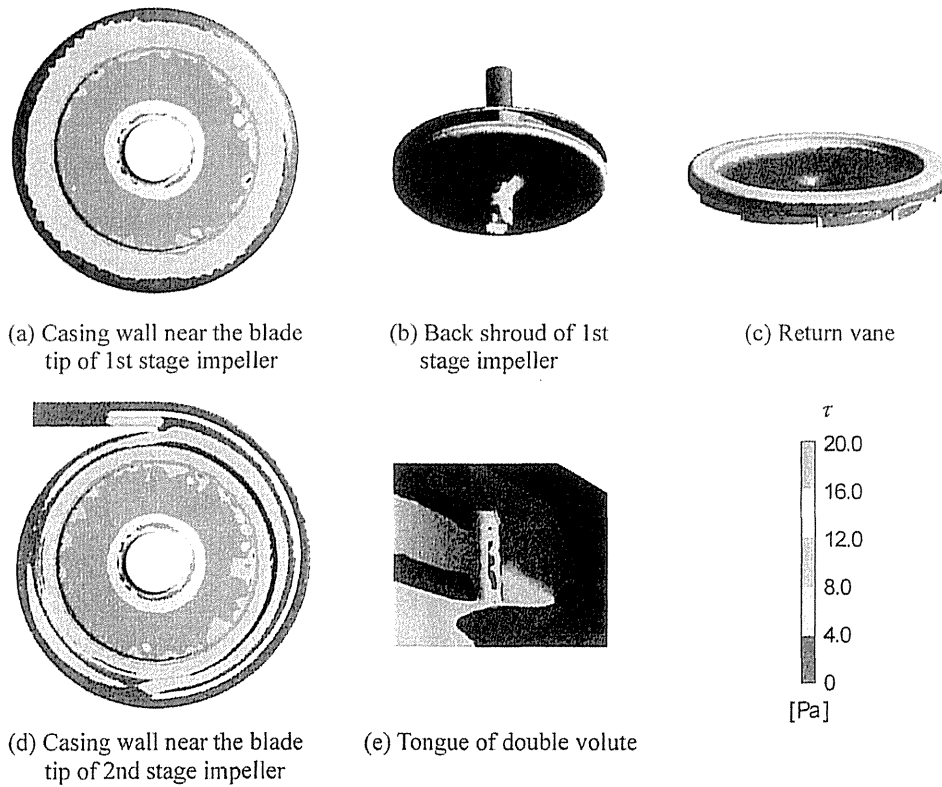 (a) Casing wall near the blade
tip of 1st stage impeller
(b) Back shroud of 1st
stage impeller
(c) Return vane
τ
20.0
16.0
12.0
8.0
4.0
0
[Pa]
(d) Casing wall near the blade
tip of 2nd stage impeller
(e) Tongue of double volute